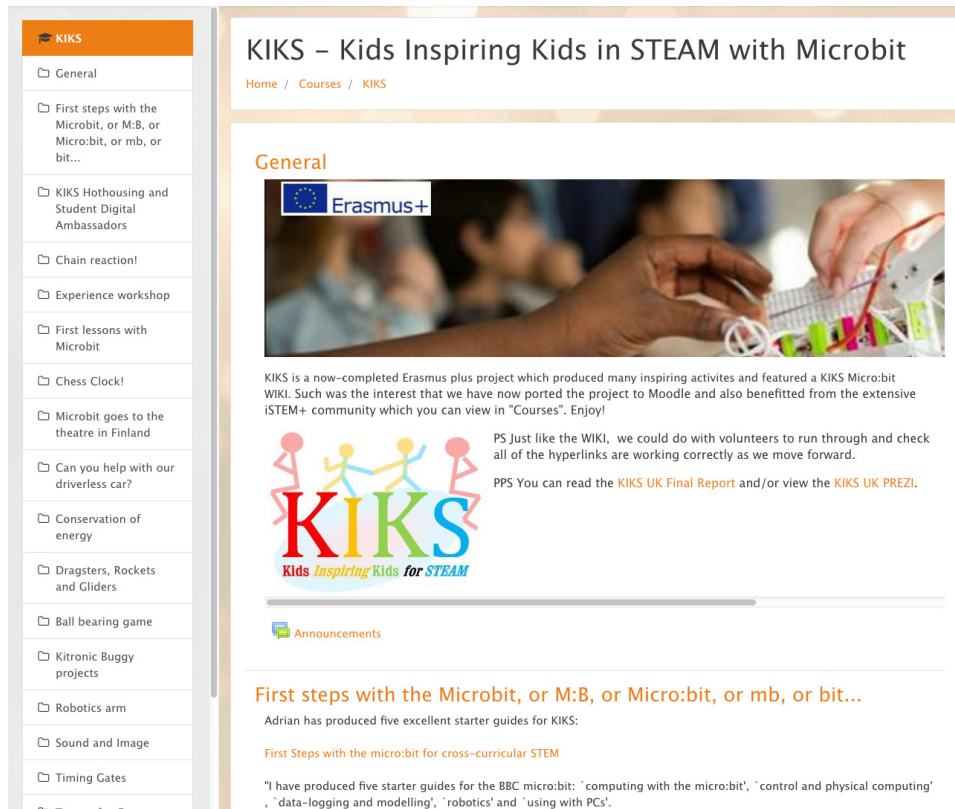 KIKS
General
First steps with the
Microbit, or M:B, or
Micro:bit, or mb, or
bit...
KIKS Hothousing and
Student Digital
Ambassadors
Chain reaction!
Experience workshop
First lessons with
Microbit
Chess Clock!
Microbit goes to the
theatre in Finland
Can you help with our
driverless car?
Conservation of
energy
Dragsters, Rockets
and Gliders
Ball bearing game
Kitronic Buggy
projects
Robotics arm
Sound and Image
Timing Gates
KIKS – Kids Inspiring Kids in STEAM with Microbit
Home / Courses / KIKS
General
Erasmus+
KIKS is a now-completed Erasmus plus project which produced many inspiring activites and featured a KIKS Micro:bit
WIKI. Such was the interest that we have now ported the project to Moodle and also benefitted from the extensive
iSTEM+ community which you can view in "Courses". Enjoy!
KIKS
Kids Inspiring Kids for STEAM
PS Just like the WIKI, we could do with volunteers to run through and check
all of the hyperlinks are working correctly as we move forward.
PPS You can read the KIKS UK Final Report and/or view the KIKS UK PREZI.
Announcements
First steps with the Microbit, or M:B, or Micro:bit, or mb, or bit...
Adrian has produced five excellent starter guides for KIKS:
First Steps with the micro:bit for cross-curricular STEM
"I have produced five starter guides for the BBC micro:bit: `computing with the micro:bit', `control and physical computing'
, `data-logging and modelling', `robotics' and `using with PCs'.